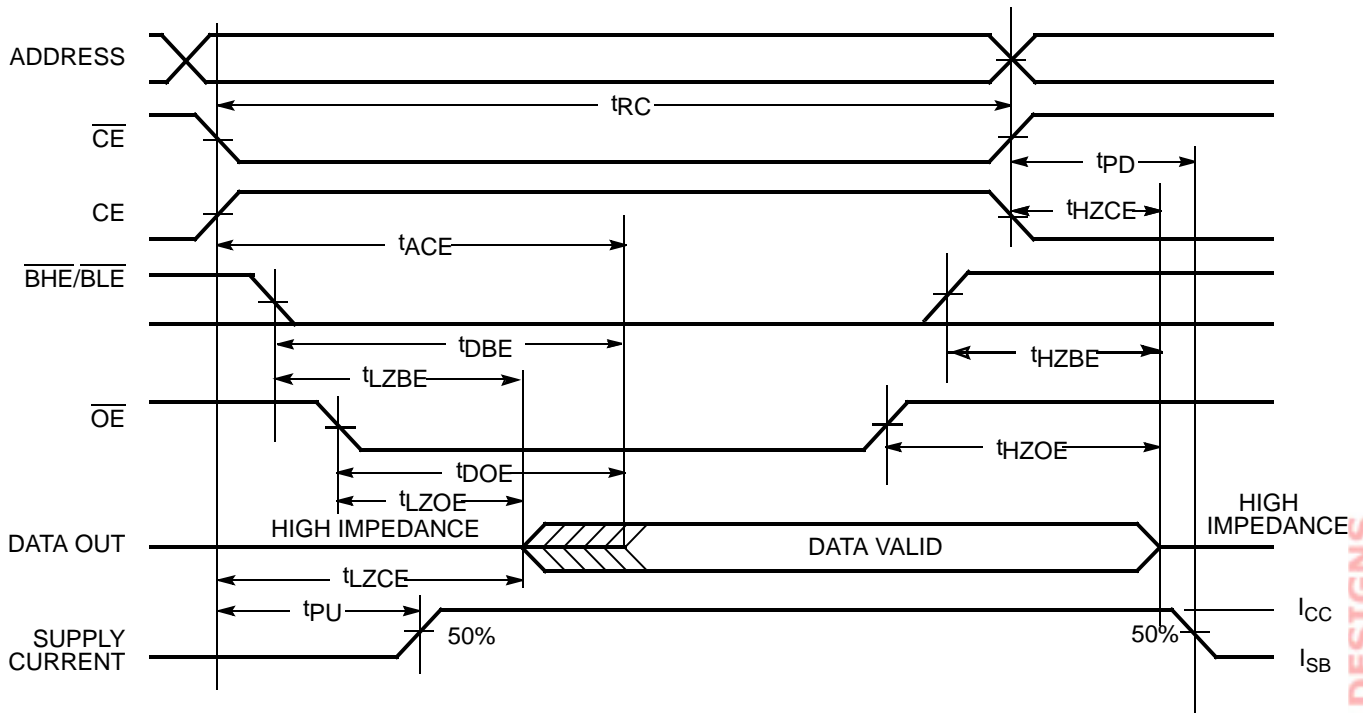 ADDRESS
tRC
CE
tPD
CE
tHZCE
tACE
BHE/BLE
tDBE
tHZBE
tLZBE
OE
tHZOE
tDOE
tLZOE
HIGH IMPEDANCE
HIGH
IMPEDANCE
DATA OUT
DATA VALID
tLZCE
tPU
ICC
SUPPLY
CURRENT
50%
50%
ISB
DESIGNS